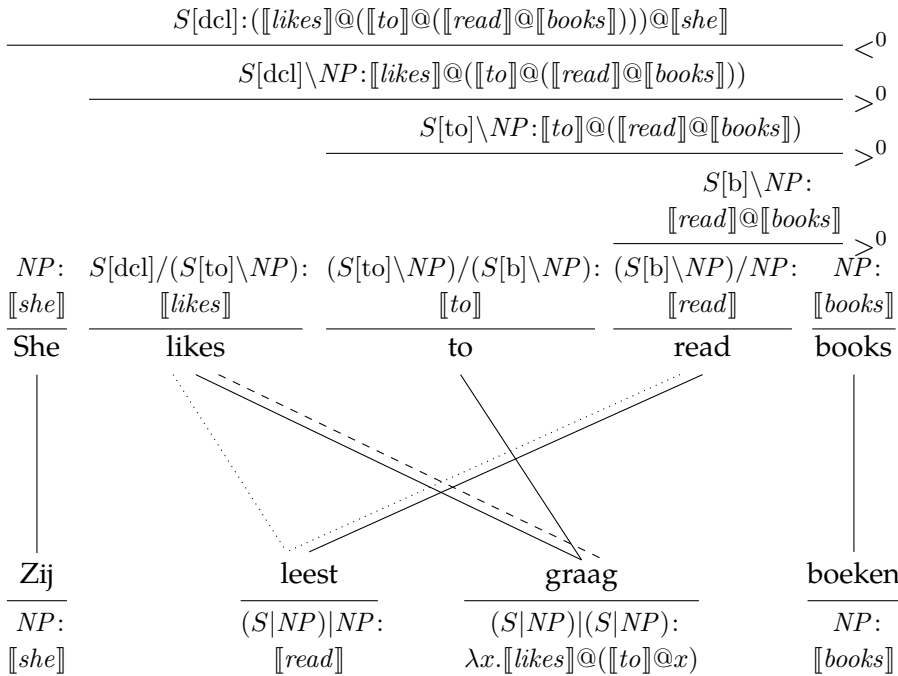 S[dcl]:(⟦likes⟧@(⟦to⟧@(⟦read⟧@⟦books⟧)))@⟦she⟧
<0
S[dcl]\NP:⟦likes⟧@(⟦to⟧@(⟦read⟧@⟦books⟧))
>0
S[to]\NP:⟦to⟧@(⟦read⟧@⟦books⟧)
>0
S[b]\NP:
⟦read⟧@⟦books⟧
>0
NP: S[dcl]/(S[to]\NP): (S[to]\NP)/(S[b]\NP): (S[b]\NP)/NP: NP:
⟦she⟧ ⟦likes⟧ ⟦to⟧ ⟦read⟧ ⟦books⟧
She likes to read books
Zij leest graag boeken
NP: (S|NP)|NP: (S|NP)|(S|NP): NP:
⟦she⟧ ⟦read⟧ λx.⟦likes⟧@(⟦to⟧@x) ⟦books⟧